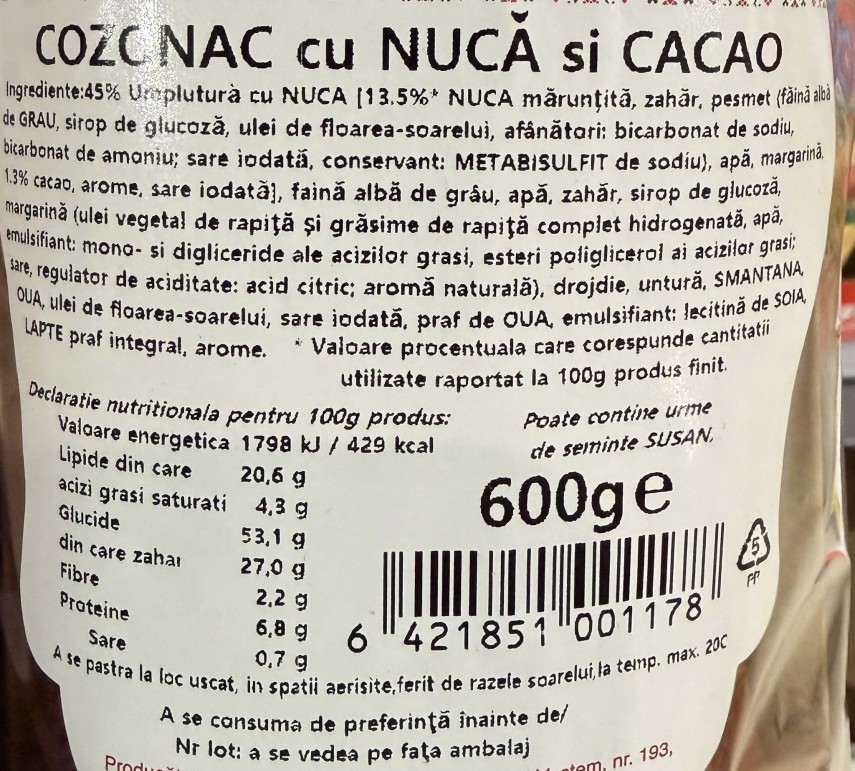 COZONAC cu NUCĂ si CACAO
Ingrediente:45% Umplutură cu NUCA [13.5%* NUCA mărunțită, zahăr, pesmet (făină albă
de GRAU, sirop de glucoză, ulei de floarea-soarelui, afânători: bicarbonat de sodiu,
bicarbonat de amoniu; sare iodată, conservant: METABISULFIT de sodiu), apă, margarină,
1.3% cacao, arome, sare iodată], faină albă de grâu, apă, zahăr, sirop de glucoză,
margarină (ulei vegetal de rapiţă și grăsime de rapiţă complet hidrogenată, apă,
emulsifiant: mono- si digliceride ale acizilor grasi, esteri poliglicerol ai acizilor grasi;
sare, regulator de aciditate: acid citric; aromă naturală), drojdie, untură, SMANTANA,
OUA, ulei de floarea-soarelui, sare iodată, praf de OUA, emulsifiant: lecitină de SOIA,
LAPTE praf integral, arome. * Valoare procentuala care corespunde cantitatii
utilizate raportat la 100g produs finit.
Declaratie nutritionala pentru 100g produs:
Valoare energetica 1798 kJ / 429 kcal
Lipide din care 20,6 g
acizi grasi saturati 4,3 g
Glucide 53,1 g
din care zahar 27,0 g
Fibre 2,2 g
Proteine 6,8 g
Sare 0,7 g
Poate contine urme
de seminte SUSAN.
600g e
6 421851 001178
5
PP
A se pastra la loc uscat, in spatii aerisite,ferit de razele soarelui,la temp. max. 20C
A se consuma de preferinţă înainte de/
Nr lot: a se vedea pe faţa ambalaj
nr. 193,